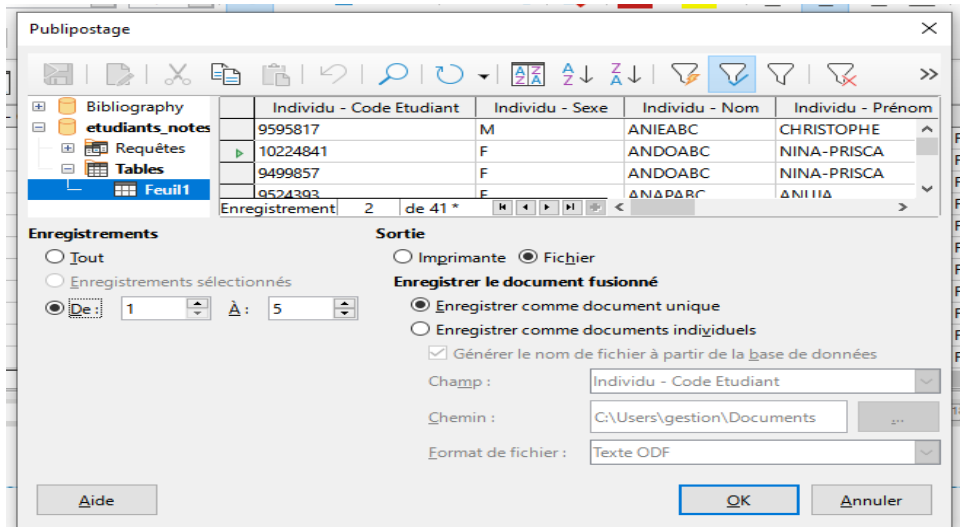 Publipostage
Bibliography
etudiants_notes
Requêtes
Tables
Feuil1
Individu - Code Etudiant Individu - Sexe Individu - Nom Individu - Prénom
9595817 M ANIEABC CHRISTOPHE
10224841 F ANDOABC NINA-PRISCA
9499857 F ANDOABC NINA-PRISCA
9524393 F ANAPABC ANUJA
Enregistrement 2 de 41 *
Enregistrements
Tout
Enregistrements sélectionnés
De : 1 À : 5
Sortie
Imprimante Fichier
Enregistrer le document fusionné
Enregistrer comme document unique
Enregistrer comme documents individuels
Générer le nom de fichier à partir de la base de données
Champ : Individu - Code Etudiant
Chemin : C:\Users\gestion\Documents ...
Format de fichier : Texte ODF
Aide OK Annuler